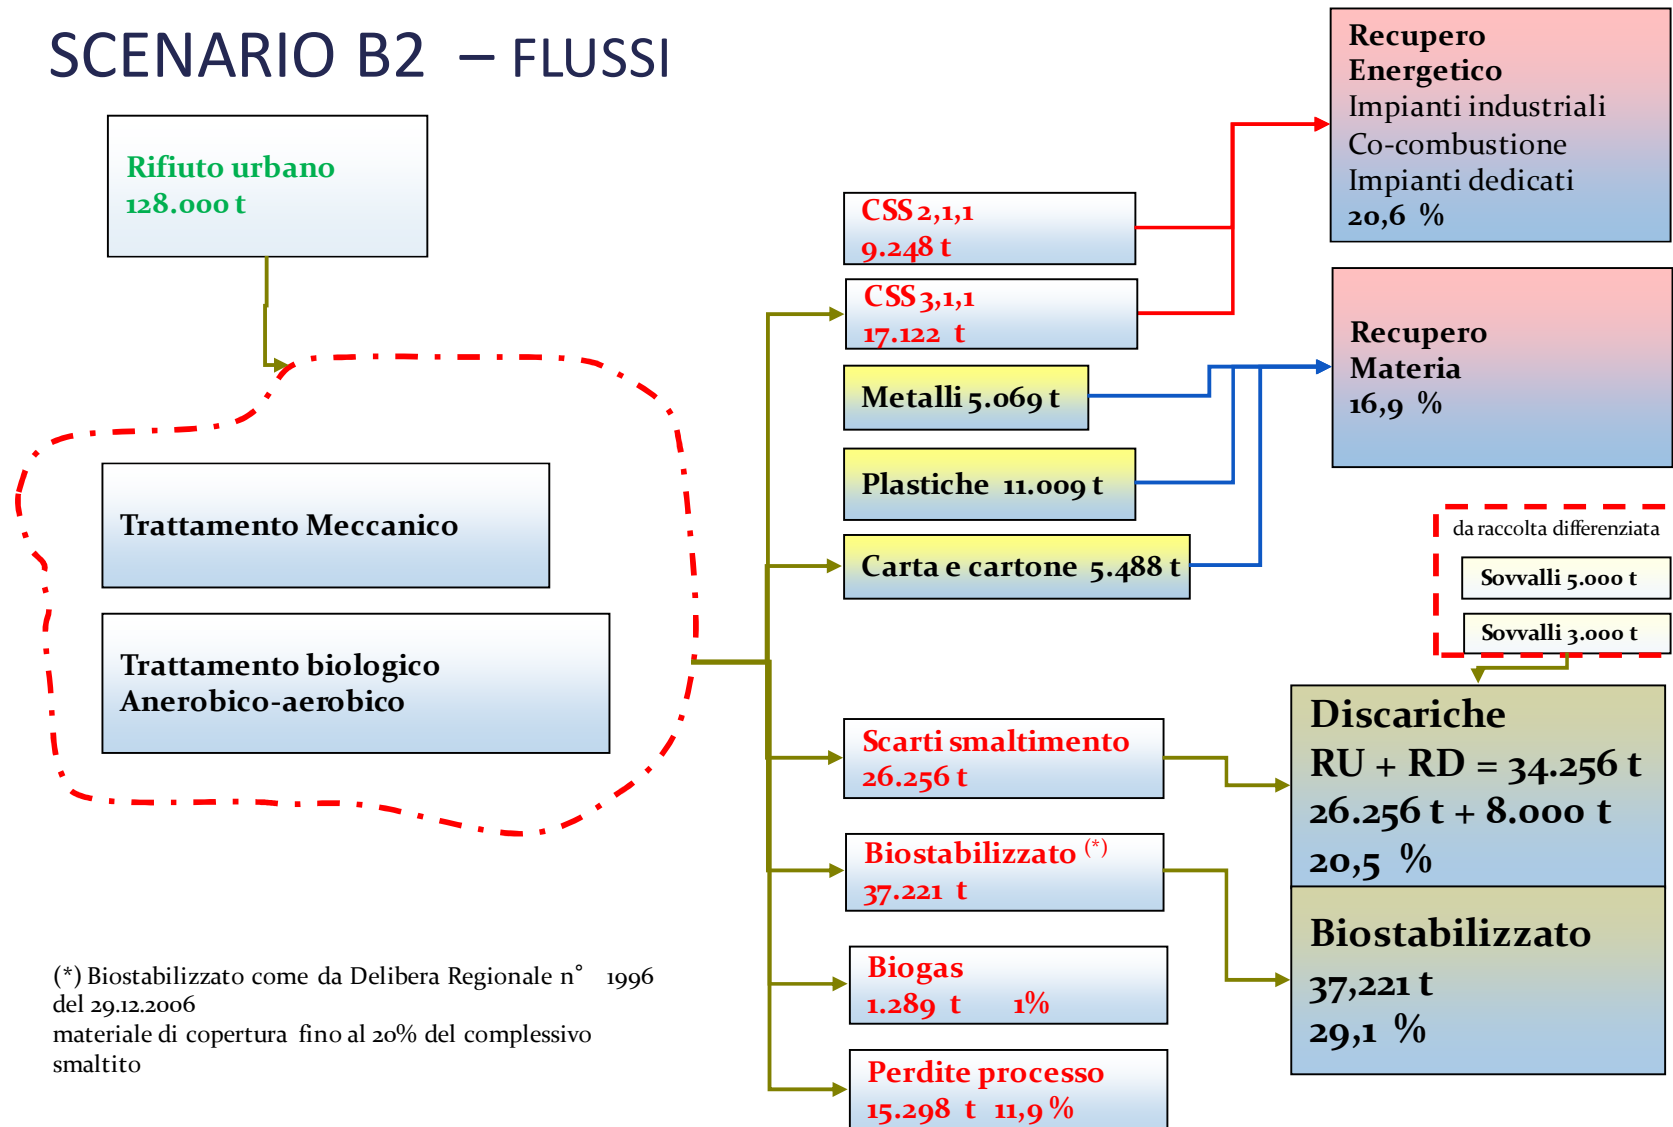 SCENARIO B2 – FLUSSI
Rifiuto urbano
128.000 t
Trattamento Meccanico
Trattamento biologico
Anerobico-aerobico
(*) Biostabilizzato come da Delibera Regionale n° 1996
del 29.12.2006
materiale di copertura fino al 20% del complessivo
smaltito
CSS 2,1,1
9.248 t
CSS 3,1,1
17.122 t
Metalli 5.069 t
Plastiche 11.009 t
Carta e cartone 5.488 t
Scarti smaltimento
26.256 t
Biostabilizzato (*)
37.221 t
Biogas
1.289 t 1%
Perdite processo
15.298 t 11,9 %
Recupero
Energetico
Impianti industriali
Co-combustione
Impianti dedicati
20,6 %
Recupero
Materia
16,9 %
da raccolta differenziata
Sovvalli 5.000 t
Sovvalli 3.000 t
Discariche
RU + RD = 34.256 t
26.256 t + 8.000 t
20,5 %
Biostabilizzato
37,221 t
29,1 %